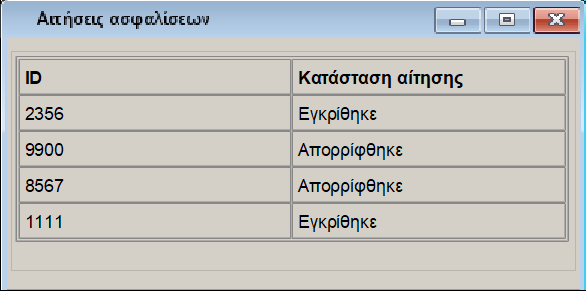 Αιτήσεις ασφαλίσεων
ID Κατάσταση αίτησης
2356 Εγκρίθηκε
9900 Απορρίφθηκε
8567 Απορρίφθηκε
1111 Εγκρίθηκε